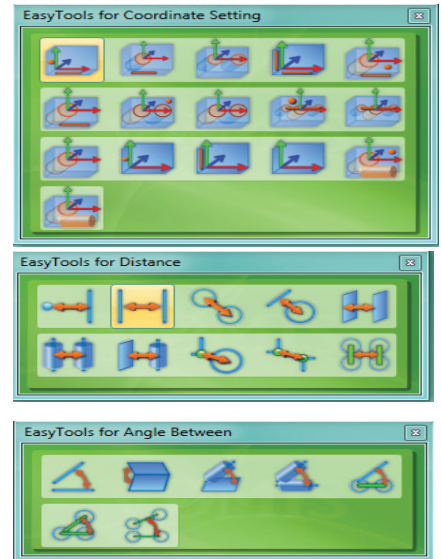 EasyTools for Coordinate Setting
EasyTools for Distance
EasyTools for Angle Between